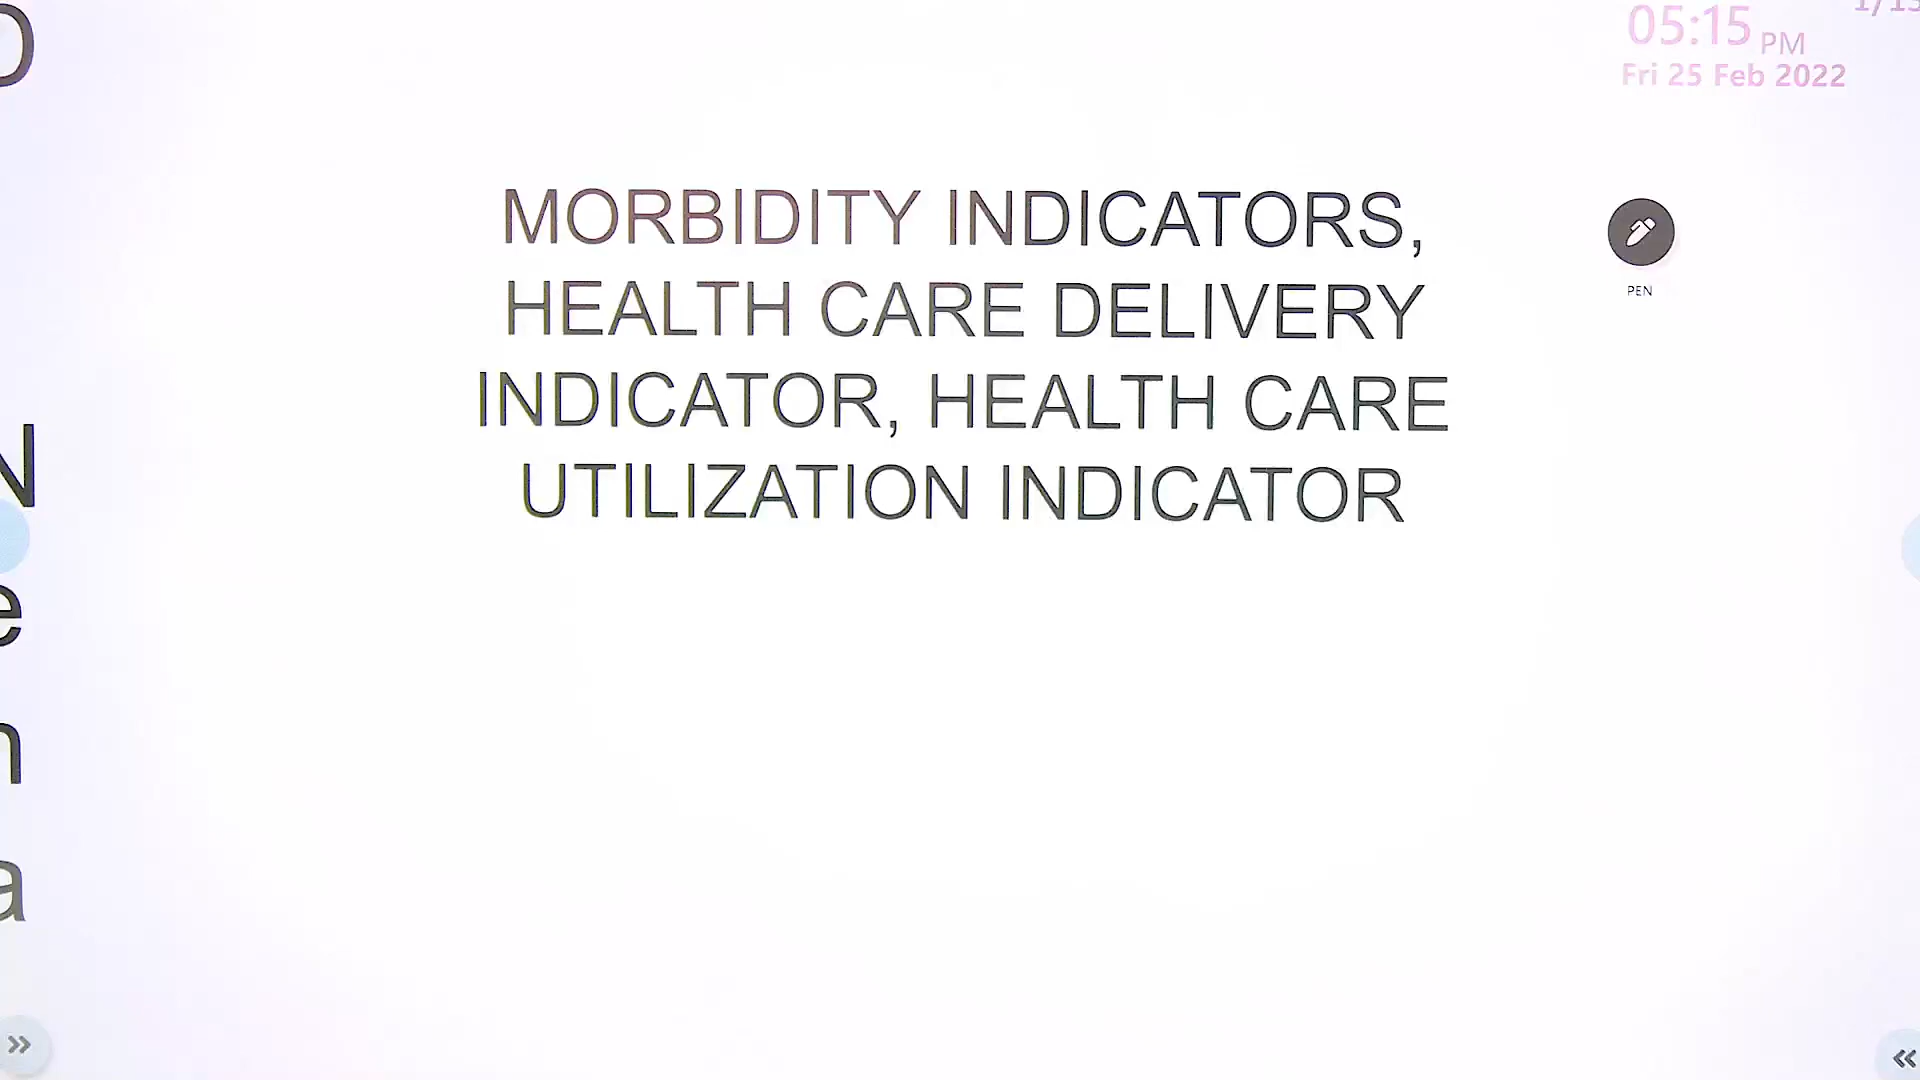 05:15 PM
Fri 25 Feb 2022
MORBIDITY INDICATORS,
HEALTH CARE DELIVERY
INDICATOR, HEALTH CARE
UTILIZATION INDICATOR
PEN